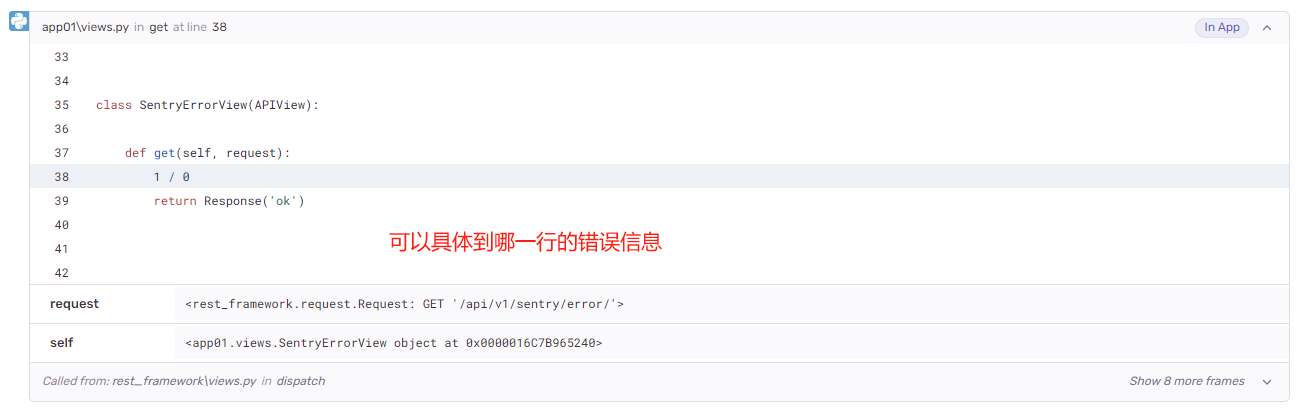 app01\views.py in get at line 38
In App
33
34
35 class SentryErrorView(APIView):
36
37 def get(self, request):
38 1 / 0
39 return Response('ok')
40
41 可以具体到哪一行的错误信息
42
request <rest_framework.request.Request: GET '/api/v1/sentry/error/'>
self <app01.views.SentryErrorView object at 0x0000016C7B965240>
Called from: rest_framework\views.py in dispatch
Show 8 more frames